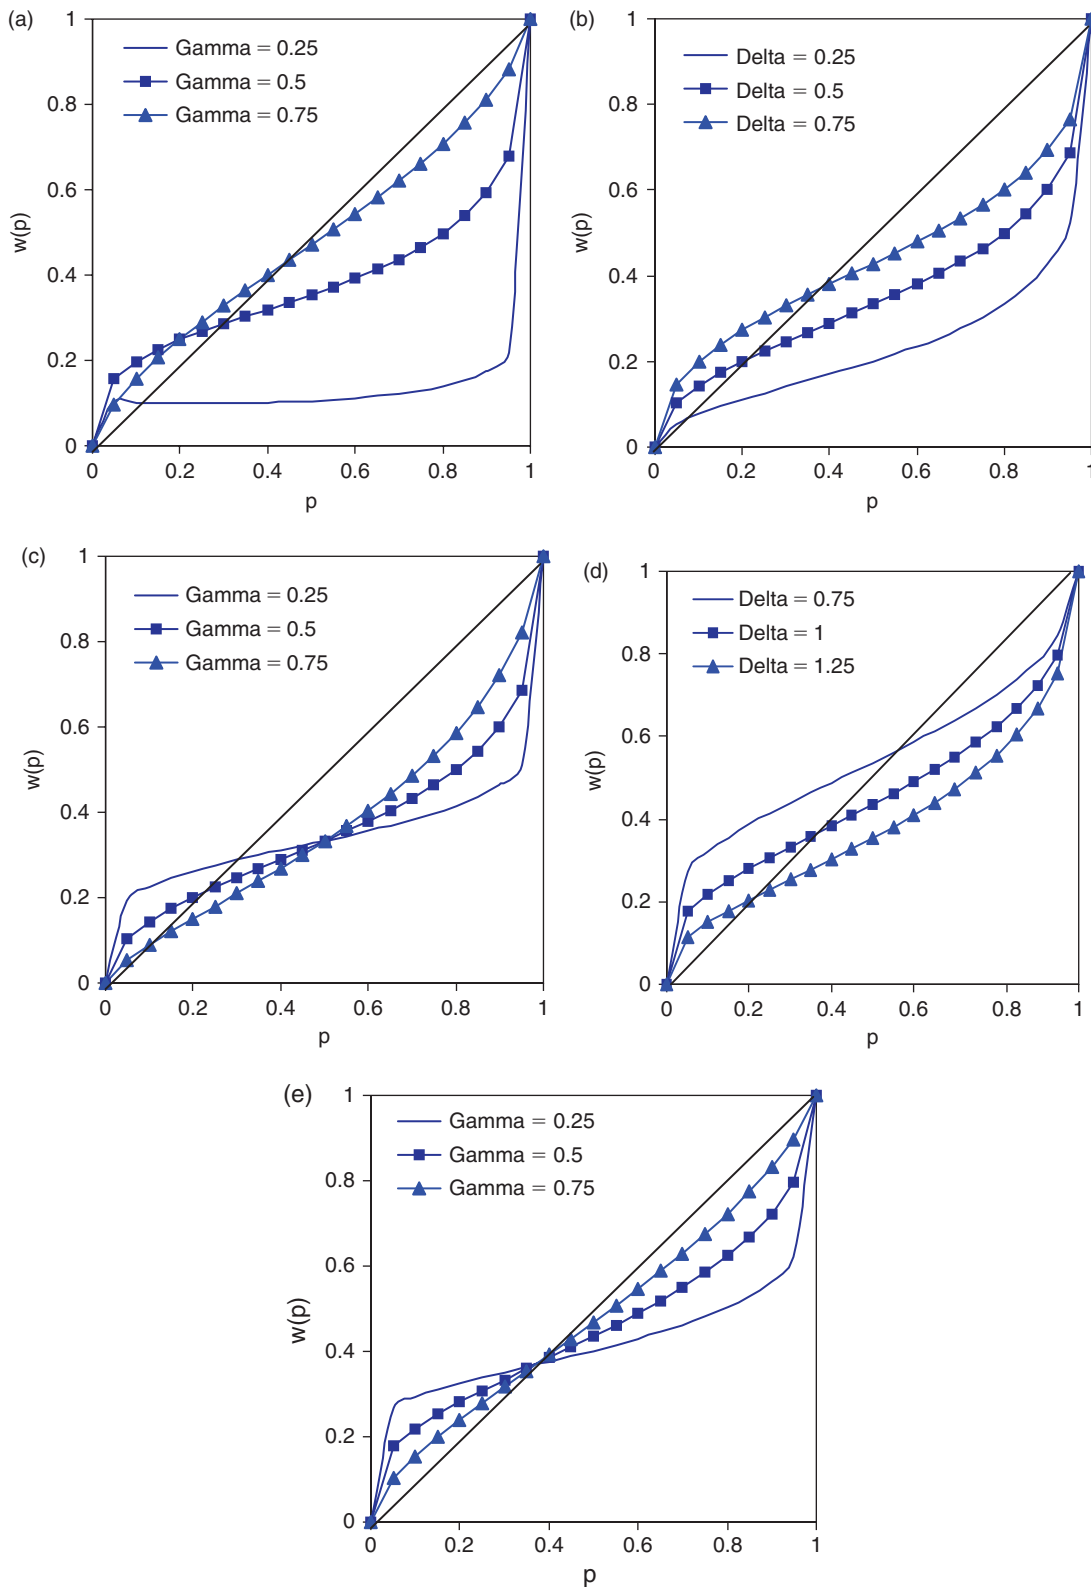 (a)
1
0.8
0.6
0.4
0.2
0
w(p)
Gamma = 0.25
Gamma = 0.5
Gamma = 0.75
0 0.2 0.4 0.6 0.8 1
p
(b)
1
0.8
0.6
0.4
0.2
0
w(p)
Delta = 0.25
Delta = 0.5
Delta = 0.75
0 0.2 0.4 0.6 0.8 1
p
(c)
1
0.8
0.6
0.4
0.2
0
w(p)
Gamma = 0.25
Gamma = 0.5
Gamma = 0.75
0 0.2 0.4 0.6 0.8 1
p
(d)
1
0.8
0.6
0.4
0.2
0
w(p)
Delta = 0.75
Delta = 1
Delta = 1.25
0 0.2 0.4 0.6 0.8 1
p
(e)
1
0.8
0.6
0.4
0.2
0
w(p)
Gamma = 0.25
Gamma = 0.5
Gamma = 0.75
0 0.2 0.4 0.6 0.8 1
p